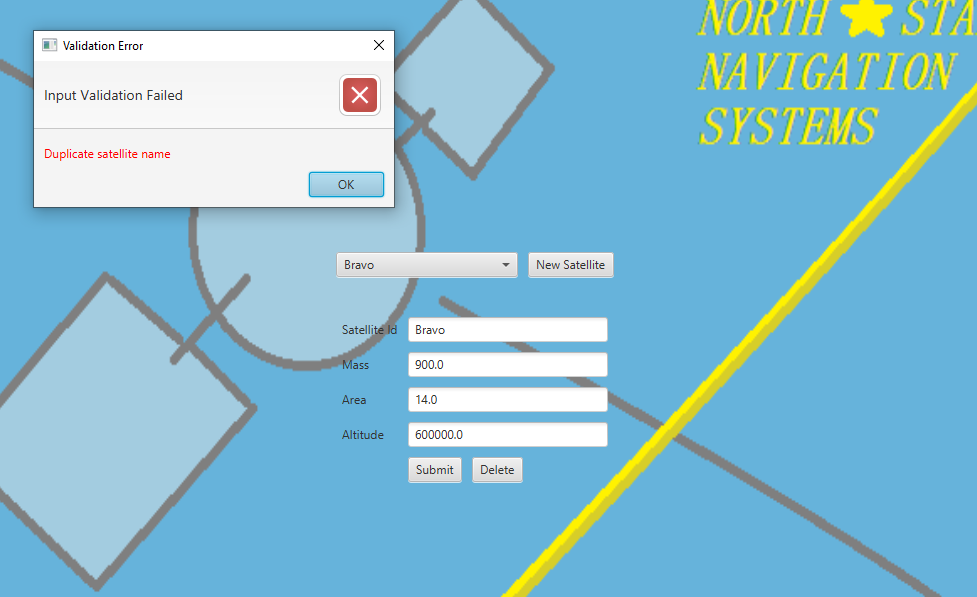 NORTH STA
NAVIGATION
SYSTEMS
Validation Error
Input Validation Failed
Duplicate satellite name
OK
Bravo
New Satellite
Satellite Id
Bravo
Mass
900.0
Area
14.0
Altitude
600000.0
Submit
Delete